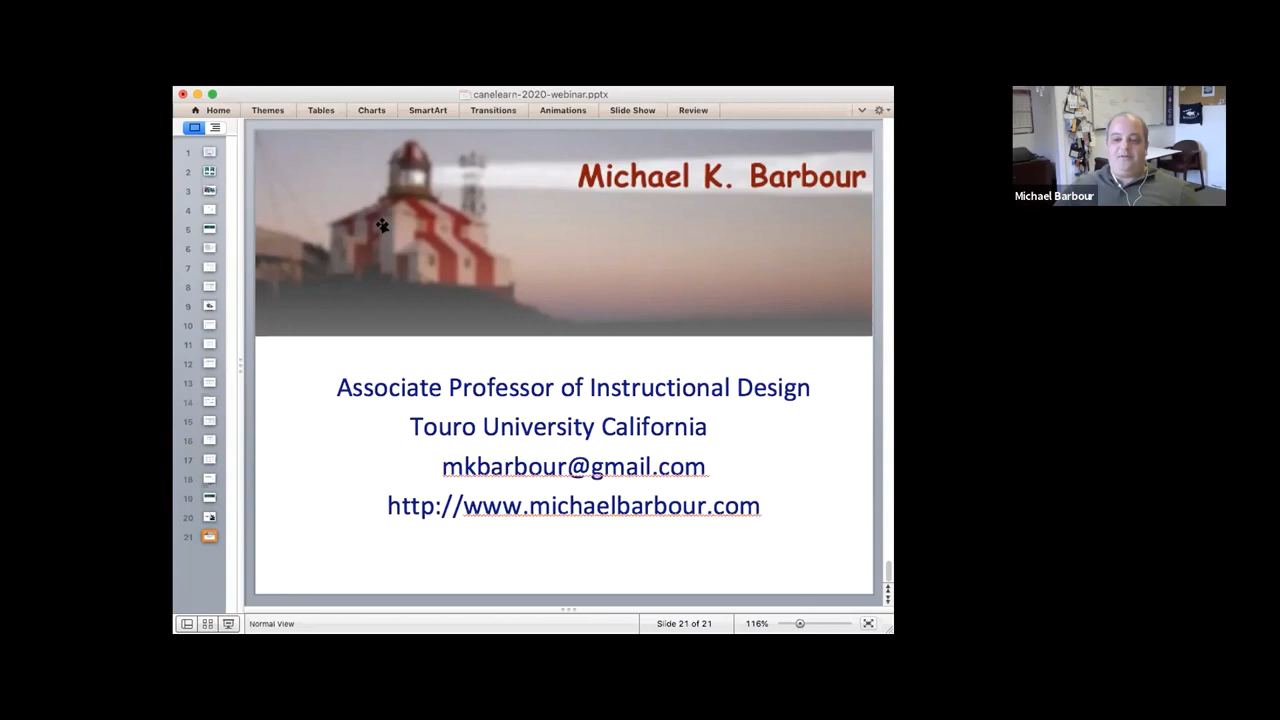 canelearn-2020-webinar.pptx
Home Themes Tables Charts SmartArt Transitions Animations Slide Show Review
1
2
3
4
5
6
7
8
9
10
11
12
13
14
15
16
17
18
19
20
21
Michael K. Barbour
Associate Professor of Instructional Design
Touro University California
mkbarbour@gmail.com
http://www.michaelbarbour.com
Normal View Slide 21 of 21 116%
Michael Barbour